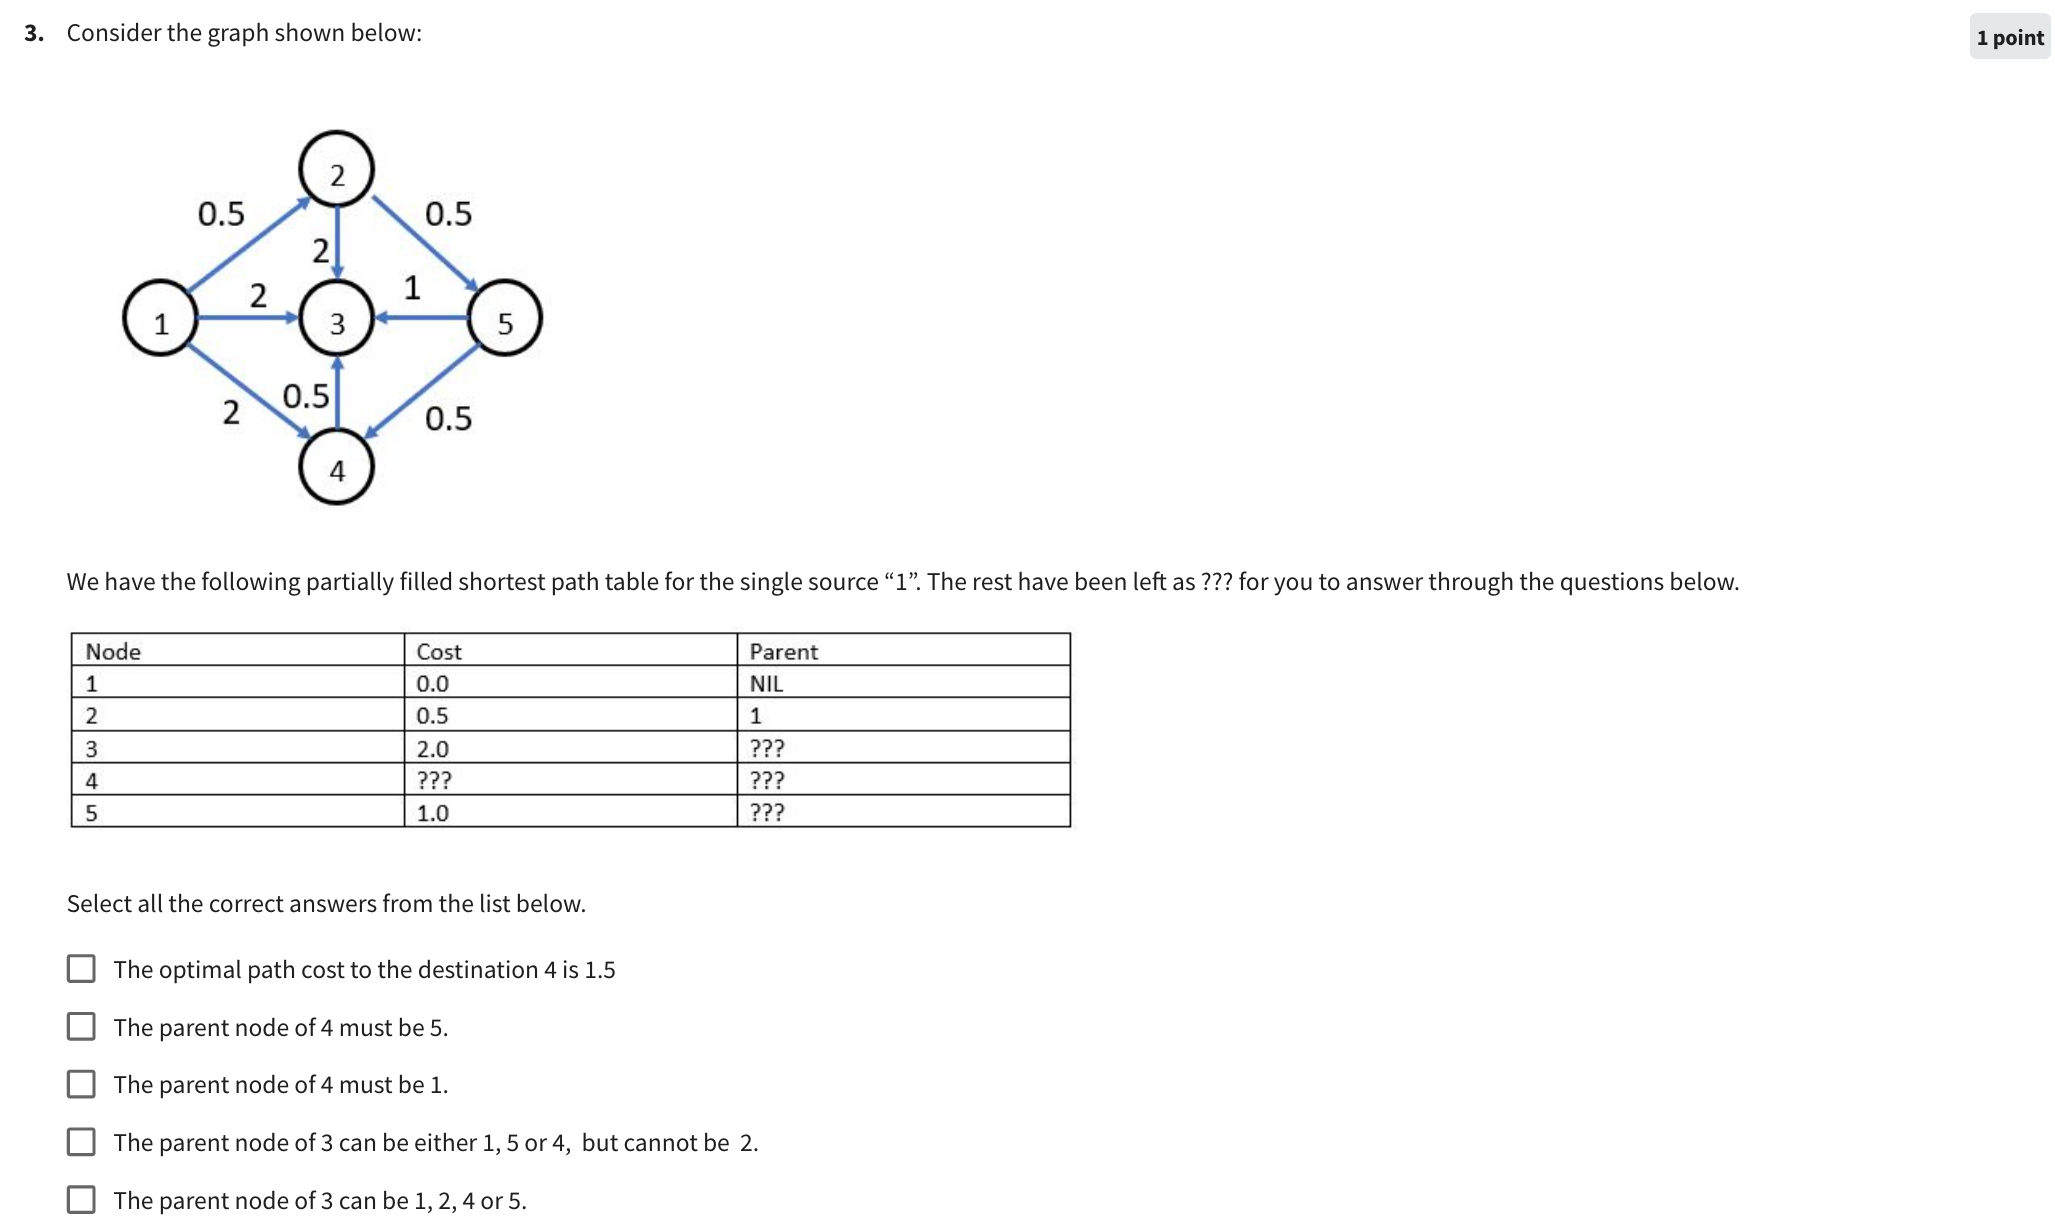 3. Consider the graph shown below:
1 point
2
0.5
0.5
2
2
1
1
3
5
0.5
2
0.5
4
We have the following partially filled shortest path table for the single source “1”. The rest have been left as ??? for you to answer through the questions below.
Node Cost Parent
1 0.0 NIL
2 0.5 1
3 2.0 ???
4 ??? ???
5 1.0 ???
Select all the correct answers from the list below.
The optimal path cost to the destination 4 is 1.5
The parent node of 4 must be 5.
The parent node of 4 must be 1.
The parent node of 3 can be either 1, 5 or 4, but cannot be 2.
The parent node of 3 can be 1, 2, 4 or 5.